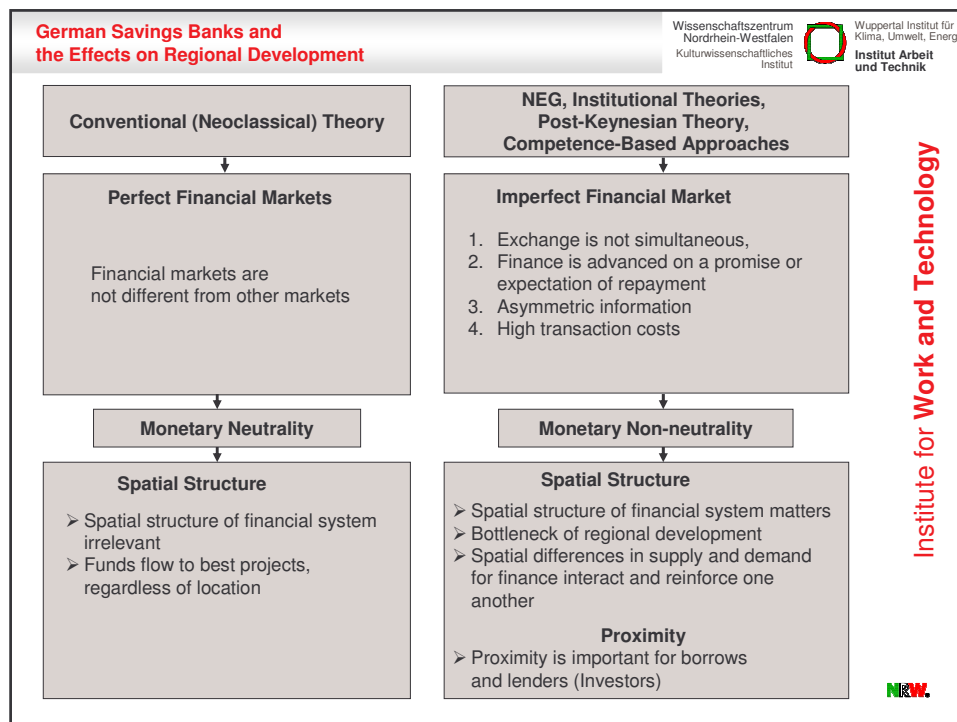 German Savings Banks and
the Effects on Regional Development
Wissenschaftszentrum
Nordrhein-Westfalen
Kulturwissenschaftliches
Institut
Wuppertal Institut für
Klima, Umwelt, Energ
Institut Arbeit
und Technik
Conventional (Neoclassical) Theory
Perfect Financial Markets
Financial markets are
not different from other markets
Monetary Neutrality
Spatial Structure
➢ Spatial structure of financial system
irrelevant
➢ Funds flow to best projects,
regardless of location
NEG, Institutional Theories,
Post-Keynesian Theory,
Competence-Based Approaches
Imperfect Financial Market
1. Exchange is not simultaneous,
2. Finance is advanced on a promise or
expectation of repayment
3. Asymmetric information
4. High transaction costs
Monetary Non-neutrality
Spatial Structure
➢ Spatial structure of financial system matters
➢ Bottleneck of regional development
➢ Spatial differences in supply and demand
for finance interact and reinforce one
another
Proximity
➢ Proximity is important for borrows
and lenders (Investors)
Institute for Work and Technology
NRW.